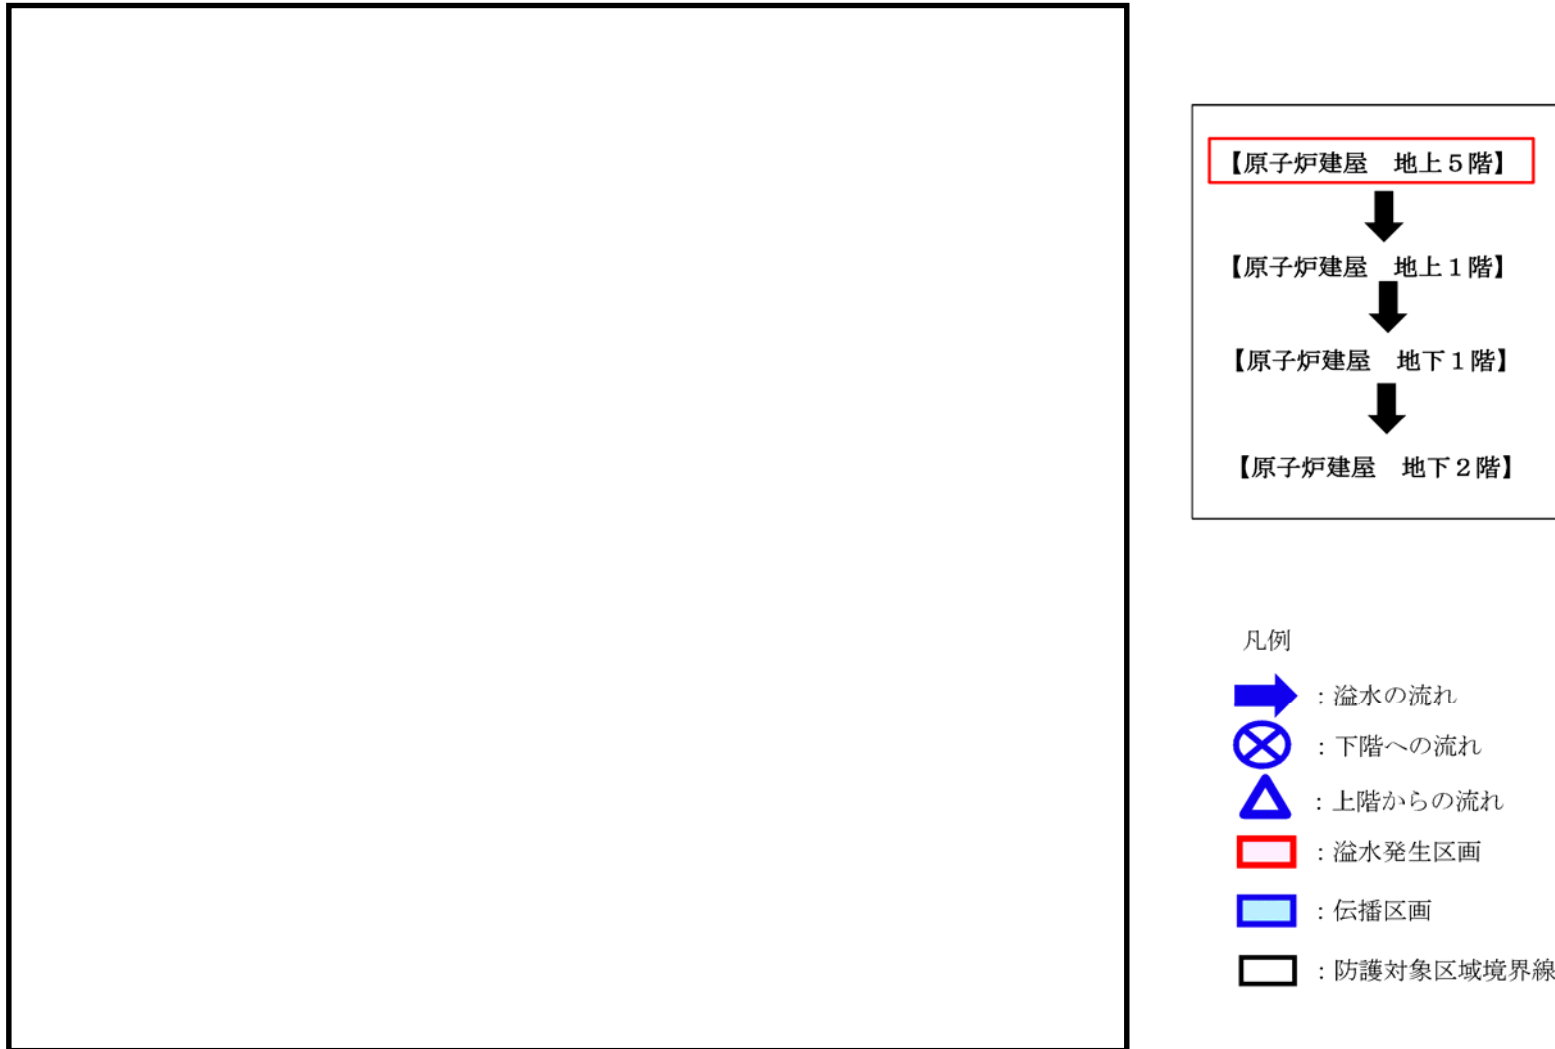 【原子炉建屋　地上５階】
【原子炉建屋　地上１階】
【原子炉建屋　地下１階】
【原子炉建屋　地下２階】
凡例
：溢水の流れ
：下階への流れ
：上階からの流れ
：溢水発生区画
：伝播区画
：防護対象区域境界線